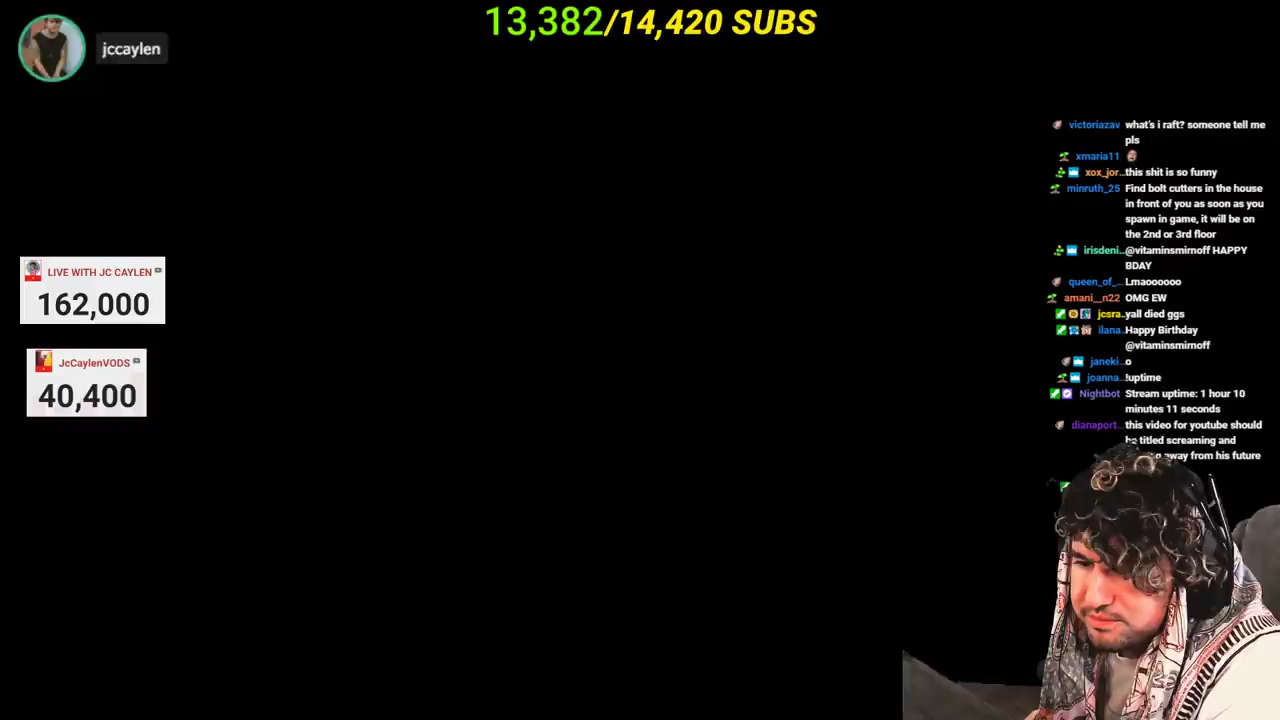 jccaylen
13,382/14,420 SUBS
LIVE WITH JC CAYLEN
162,000
JcCaylenVODS
40,400
victoriazav what's i raft? someone tell me
pls
xmaria11
xox_jor.. this shit is so funny
minruth_25 Find bolt cutters in the house
in front of you as soon as you
spawn in game, it will be on
the 2nd or 3rd floor
irisdeni.. @vitaminsmirnoff HAPPY
BDAY
queen_of_.. Lmaoooooo
amani__n22 OMG EW
jcsra.. yall died ggs
ilana.. Happy Birthday
@vitaminsmirnoff
janeki.. o
joanna.. !uptime
Nightbot Stream uptime: 1 hour 10
minutes 11 seconds
dianaport.. this video for youtube should
be titled screaming and
away from his future